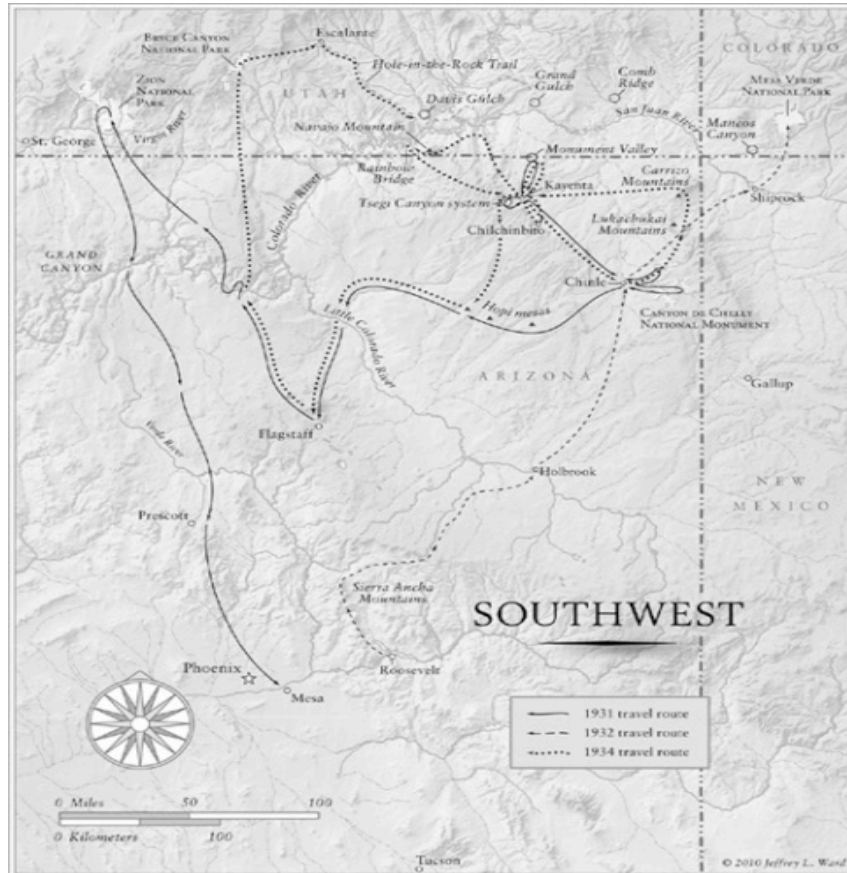 BRYCE CANYON
NATIONAL PARK
Escalante
COLORADO
ZION
NATIONAL
PARK
UTAH
Hole-in-the-Rock Trail
Grand
Gulch
Comb
Ridge
MESA VERDE
NATIONAL PARK
Davis Gulch
San Juan River
Mancos
Canyon
St. George
Virgin River
Navajo Mountain
Monument Valley
Rainbow
Bridge
Kayenta
Carrizo
Mountains
Shiprock
Colorado River
Tsegi Canyon system
Chilchinbito
Lukachukai
Mountains
GRAND
CANYON
Chinle
Hopi mesas
CANYON DE CHELLY
NATIONAL MONUMENT
Little Colorado River
ARIZONA
Gallup
Flagstaff
Verde River
Holbrook
NEW
MEXICO
Prescott
Sierra Ancha
Mountains
SOUTHWEST
Phoenix
Roosevelt
Mesa
1931 travel route
1932 travel route
1934 travel route
0 Miles 50 100
0 Kilometers 100
Tucson
© 2010 Jeffrey L. Ward